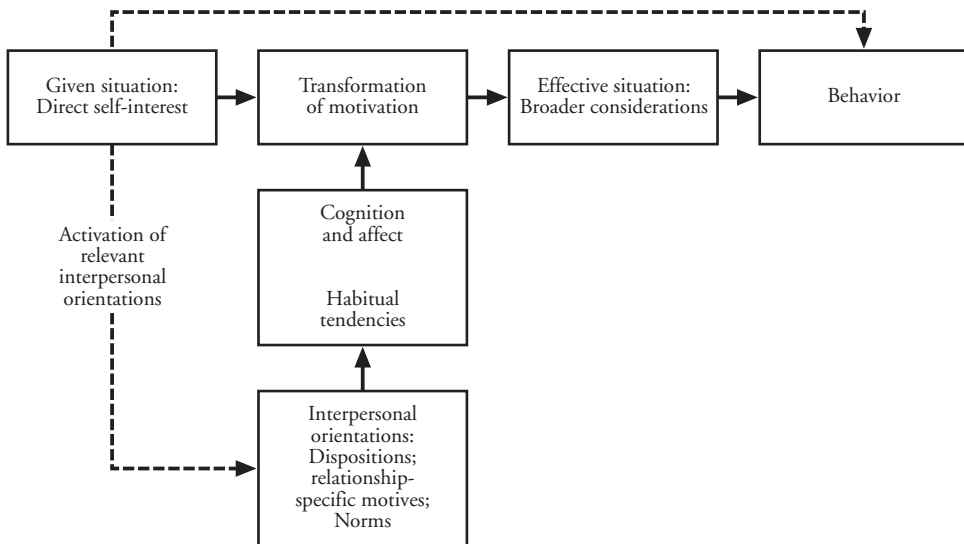 Given situation:
Direct self-interest
Transformation
of motivation
Effective situation:
Broader considerations
Behavior
Activation of
relevant
interpersonal
orientations
Cognition
and affect
Habitual
tendencies
Interpersonal
orientations:
Dispositions;
relationship-
specific motives;
Norms